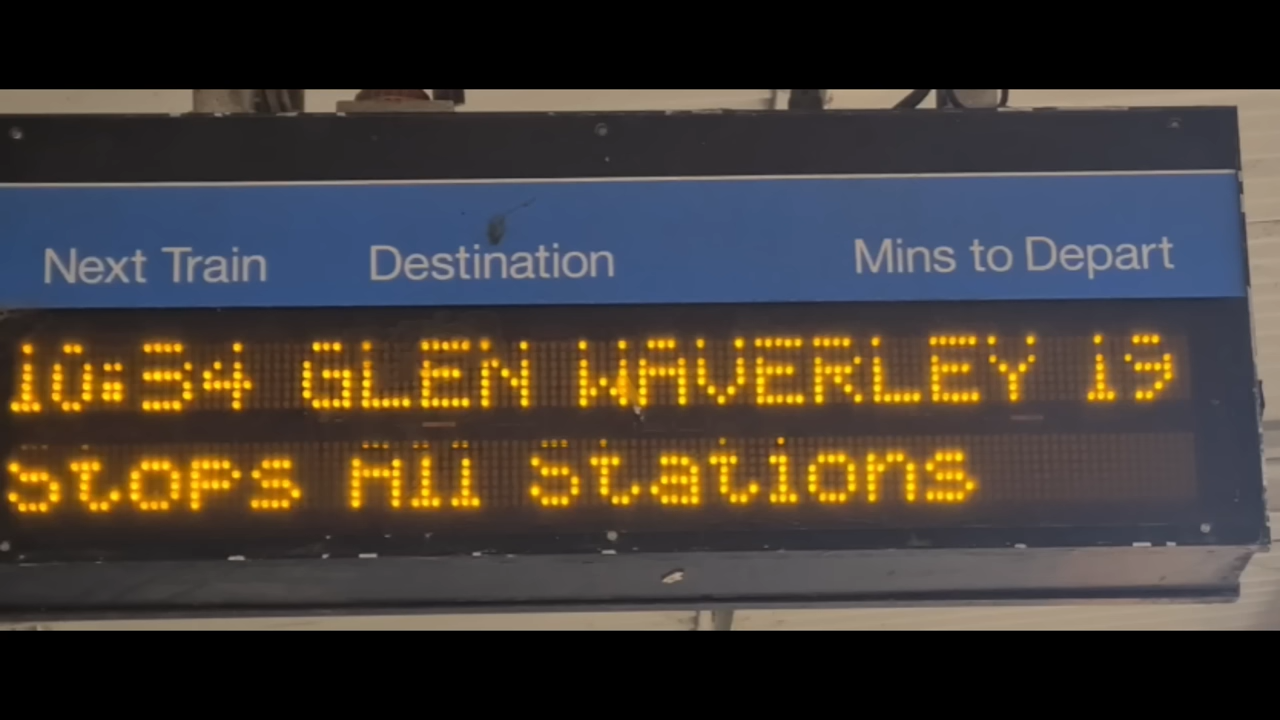 Next Train Destination Mins to Depart
10:34 GLEN WAVERLEY 19
Stops All Stations